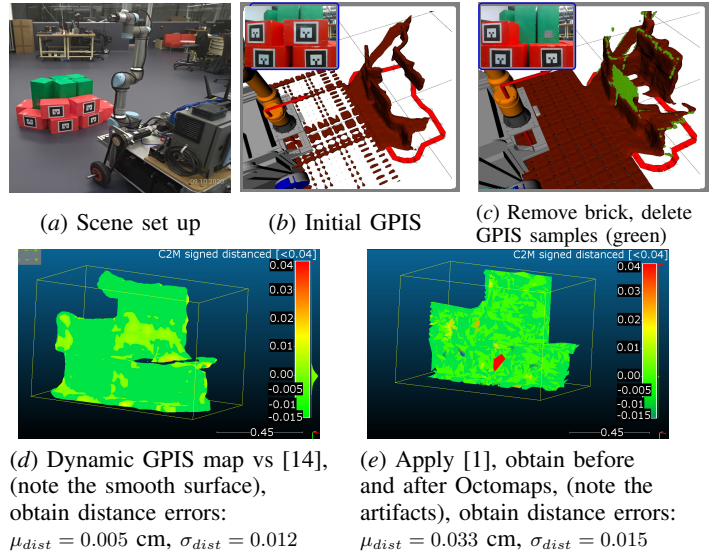 09.10.2020
(a) Scene set up
(b) Initial GPIS
(c) Remove brick, delete
GPIS samples (green)
C2M signed distanced [<0.04]
0.04
0.03
0.01
0.00
-0.005
-0.01
-0.015
0.45
C2M signed distanced [<0.04]
0.04
0.03
0.01
0.00
-0.005
-0.01
-0.015
0.45
(d) Dynamic GPIS map vs [14],
(note the smooth surface),
obtain distance errors:
μdist = 0.005 cm, σdist = 0.012
(e) Apply [1], obtain before
and after Octomaps, (note the
artifacts), obtain distance errors:
μdist = 0.033 cm, σdist = 0.015